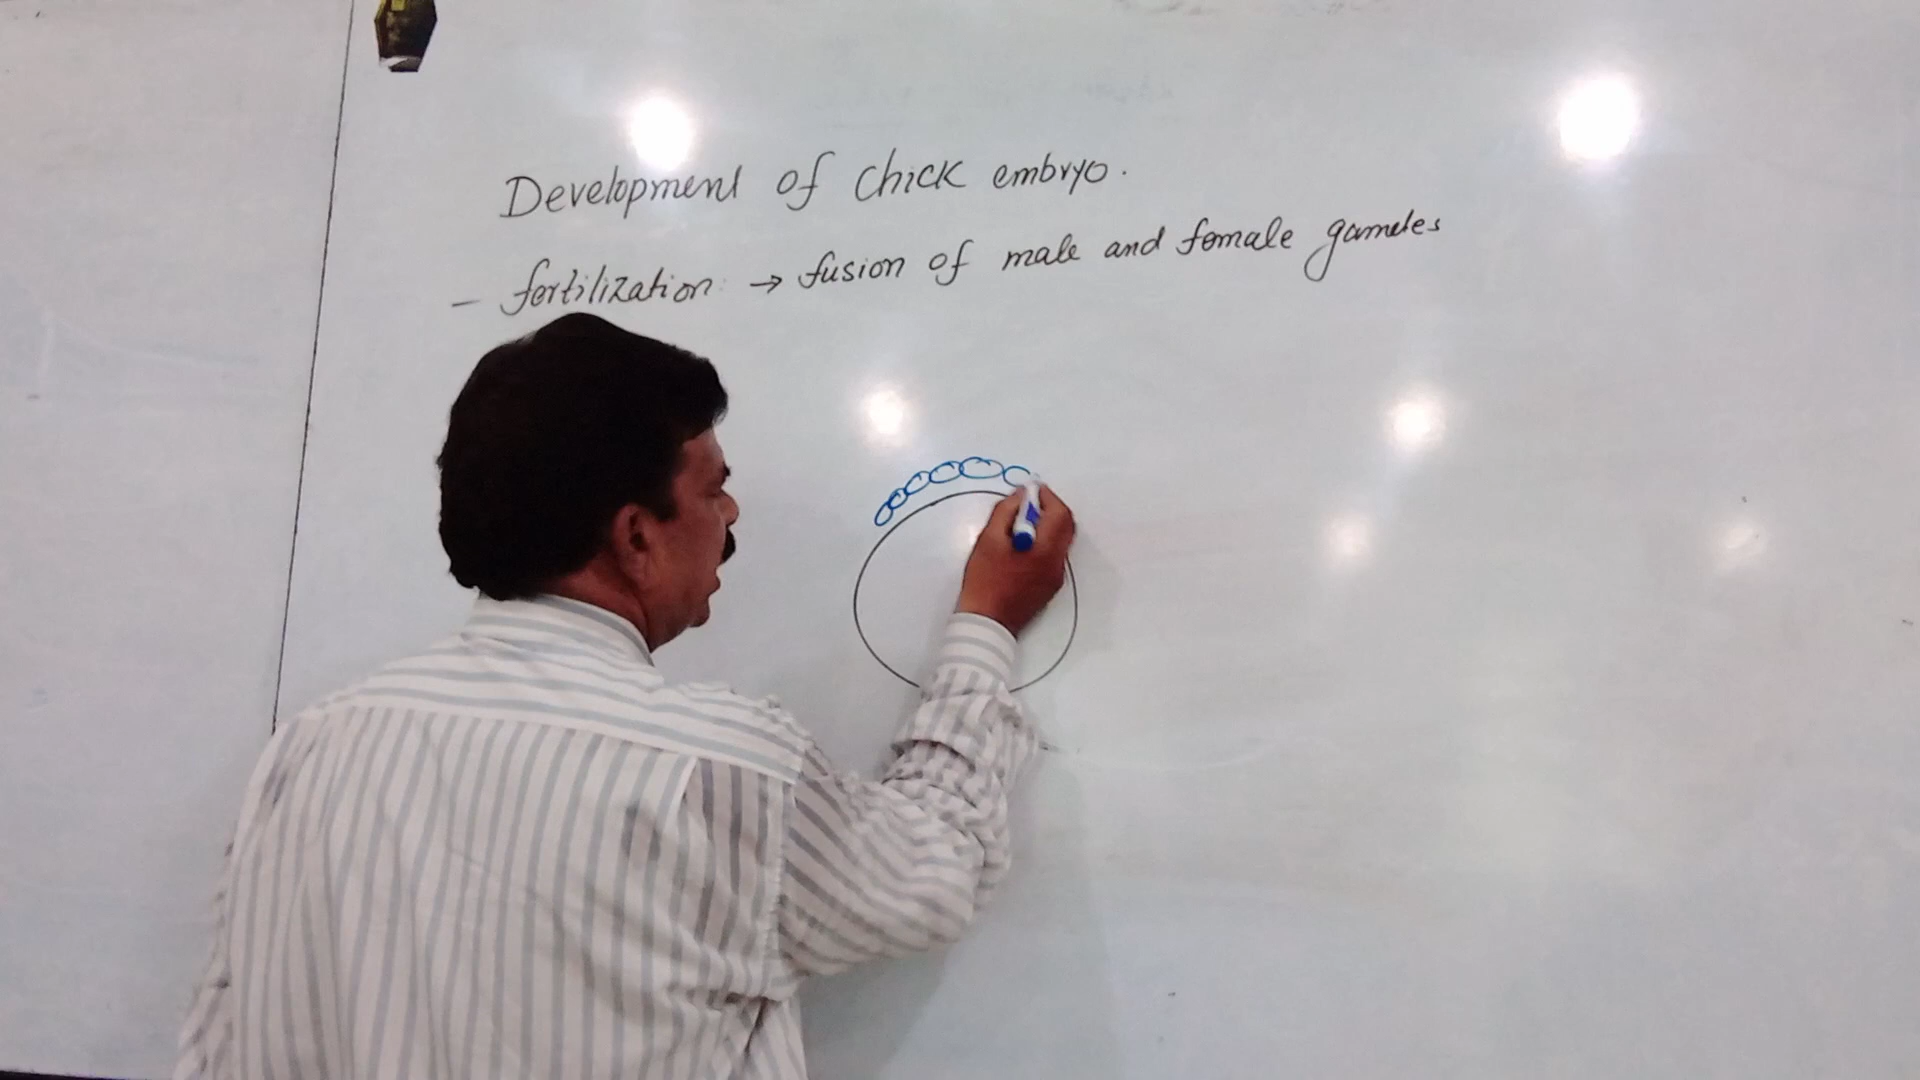 Development of chick embryo.
- fertilization: → fusion of male and female gametes